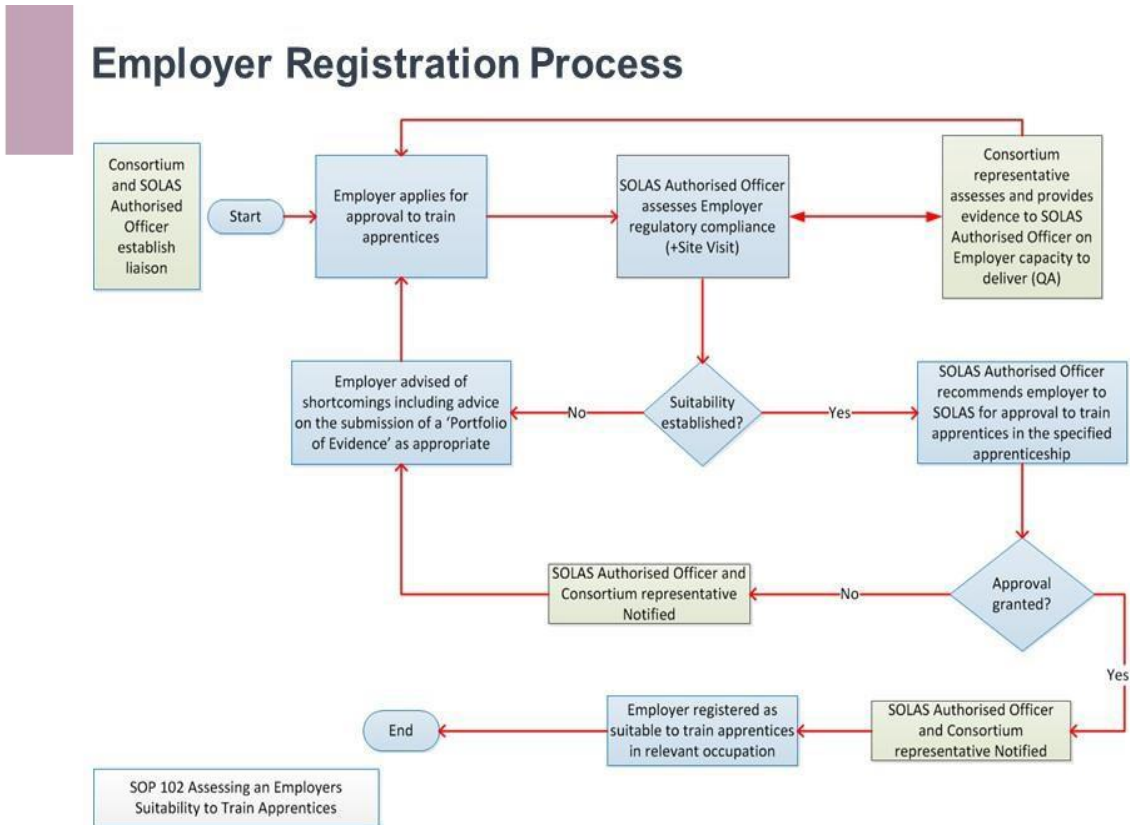 Employer Registration Process
Consortium
and SOLAS
Authorised
Officer
establish
liaison
Start
Employer applies for
approval to train
apprentices
SOLAS Authorised Officer
assesses Employer
regulatory compliance
(+Site Visit)
Consortium
representative
assesses and provides
evidence to SOLAS
Authorised Officer on
Employer capacity to
deliver (QA)
Employer advised of
shortcomings including advice
on the submission of a ‘Portfolio
of Evidence’ as appropriate
No
Suitability
established?
Yes
SOLAS Authorised Officer
recommends employer to
SOLAS for approval to train
apprentices in the specified
apprenticeship
SOLAS Authorised Officer and
Consortium representative
Notified
No
Approval
granted?
Yes
End
Employer registered as
suitable to train apprentices
in relevant occupation
SOLAS Authorised Officer
and Consortium
representative Notified
SOP 102 Assessing an Employers
Suitability to Train Apprentices